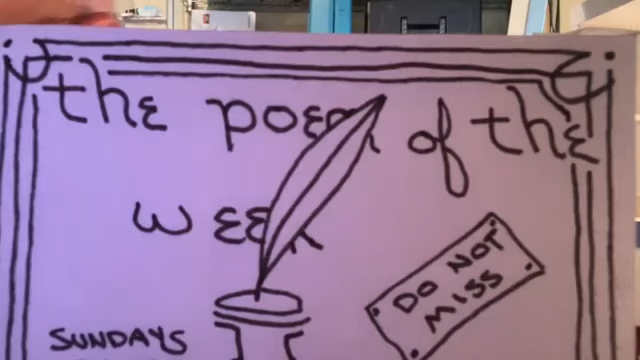 the poem of the
week
DO NOT
MISS
SUNDAYS